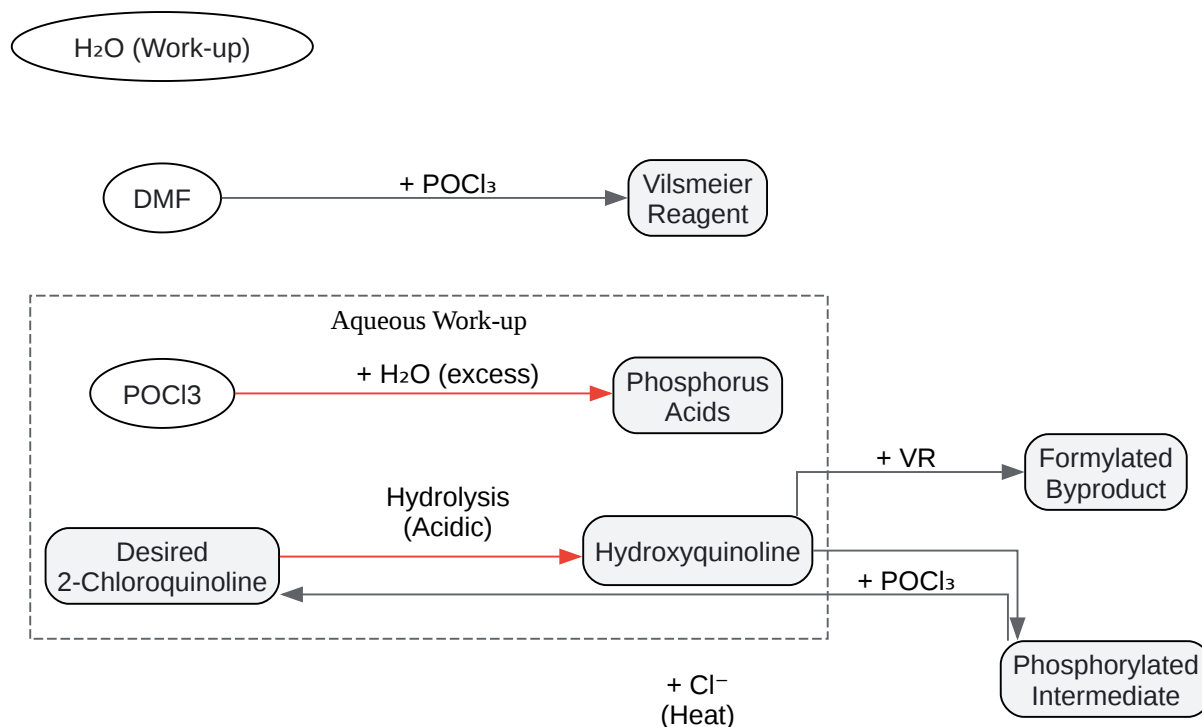 H₂O (Work-up)
DMF
+ POCl₃
Vilsmeier
Reagent
Aqueous Work-up
POCl3
+ H₂O (excess)
Phosphorus
Acids
+ VR
Formylated
Byproduct
Desired
2-Chloroquinoline
Hydrolysis
(Acidic)
Hydroxyquinoline
+ POCl₃
Phosphorylated
Intermediate
+ Cl⁻
(Heat)